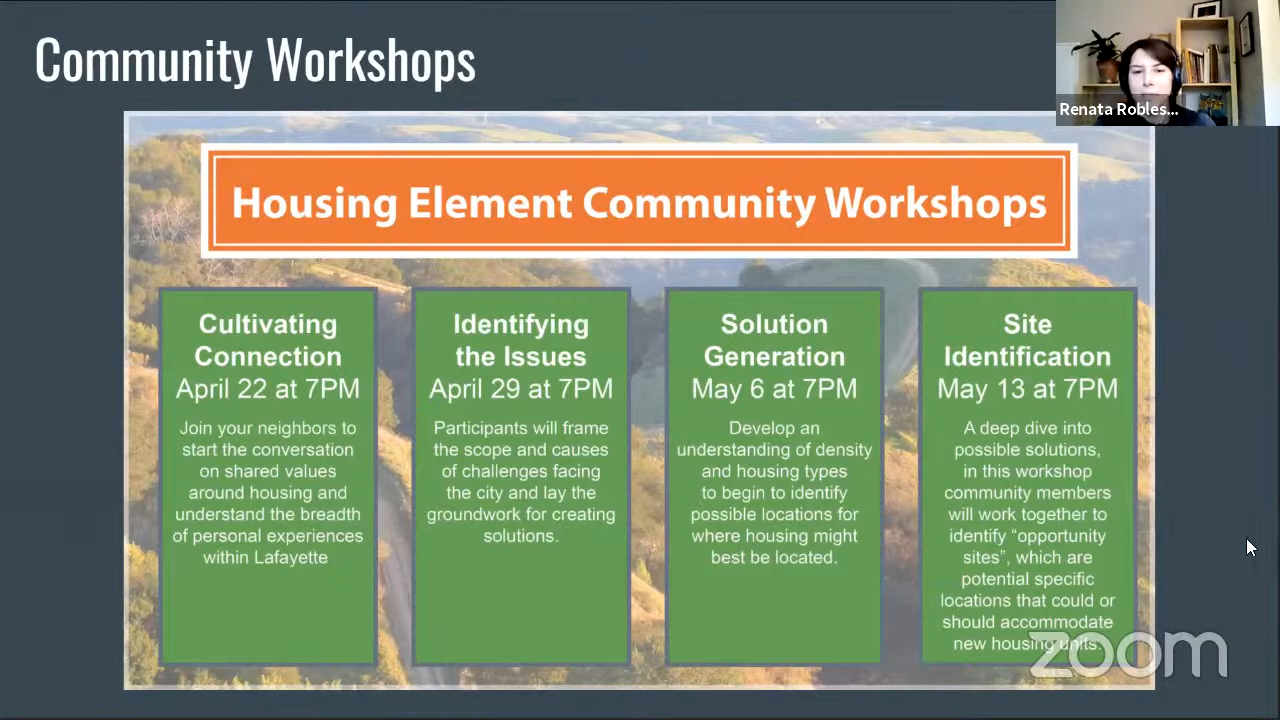 Community Workshops
Renata Robles...
Housing Element Community Workshops
Cultivating
Connection
April 22 at 7PM
Join your neighbors to
start the conversation
on shared values
around housing and
understand the breadth
of personal experiences
within Lafayette
Identifying
the Issues
April 29 at 7PM
Participants will frame
the scope and causes
of challenges facing
the city and lay the
groundwork for creating
solutions.
Solution
Generation
May 6 at 7PM
Develop an
understanding of density
and housing types
to begin to identify
possible locations for
where housing might
best be located.
Site
Identification
May 13 at 7PM
A deep dive into
possible solutions,
in this workshop
community members
will work together to
identify “opportunity
sites”, which are
potential specific
locations that could or
should accommodate
new housing units.
zoom